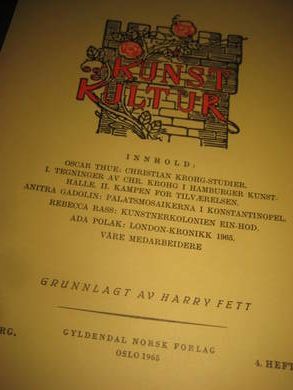 KUNST
OG
KULTUR
INNHOLD:
OSCAR THUE: CHRISTIAN KROHG-STUDIER.
I. TEGNINGER AV CHR. KROHG I HAMBURGER KUNST-
HALLE. II. KAMPEN FOR TILVÆRELSEN.
ANITRA GADOLIN: PALATSMOSAIKERNA I KONSTANTINOPEL.
REBECCA RASS: KUNSTNERKOLONIEN EIN-HOD.
ADA POLAK: LONDON-KRONIKK 1965.
VÅRE MEDARBEIDERE
GRUNNLAGT AV HARRY FETT
RG. GYLDENDAL NORSK FORLAG 4. HEFT
OSLO 1965